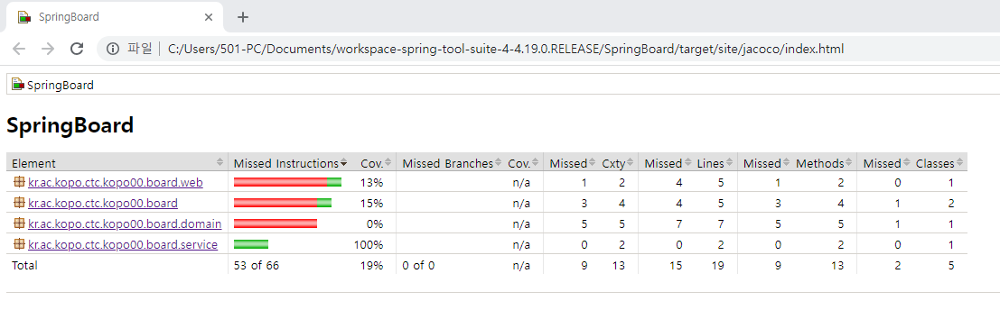 SpringBoard
파일 C:/Users/501-PC/Documents/workspace-spring-tool-suite-4-4.19.0.RELEASE/SpringBoard/target/site/jacoco/index.html
SpringBoard
SpringBoard
Element Missed Instructions Cov. Missed Branches Cov. Missed Cxty Missed Lines Missed Methods Missed Classes
kr.ac.kopo.ctc.kopo00.board.web 13% n/a 1 2 4 5 1 2 0 1
kr.ac.kopo.ctc.kopo00.board 15% n/a 3 4 4 5 3 4 1 2
kr.ac.kopo.ctc.kopo00.board.domain 0% n/a 5 5 7 7 5 5 1 1
kr.ac.kopo.ctc.kopo00.board.service 100% n/a 0 2 0 2 0 2 0 1
Total 53 of 66 19% 0 of 0 n/a 9 13 15 19 9 13 2 5